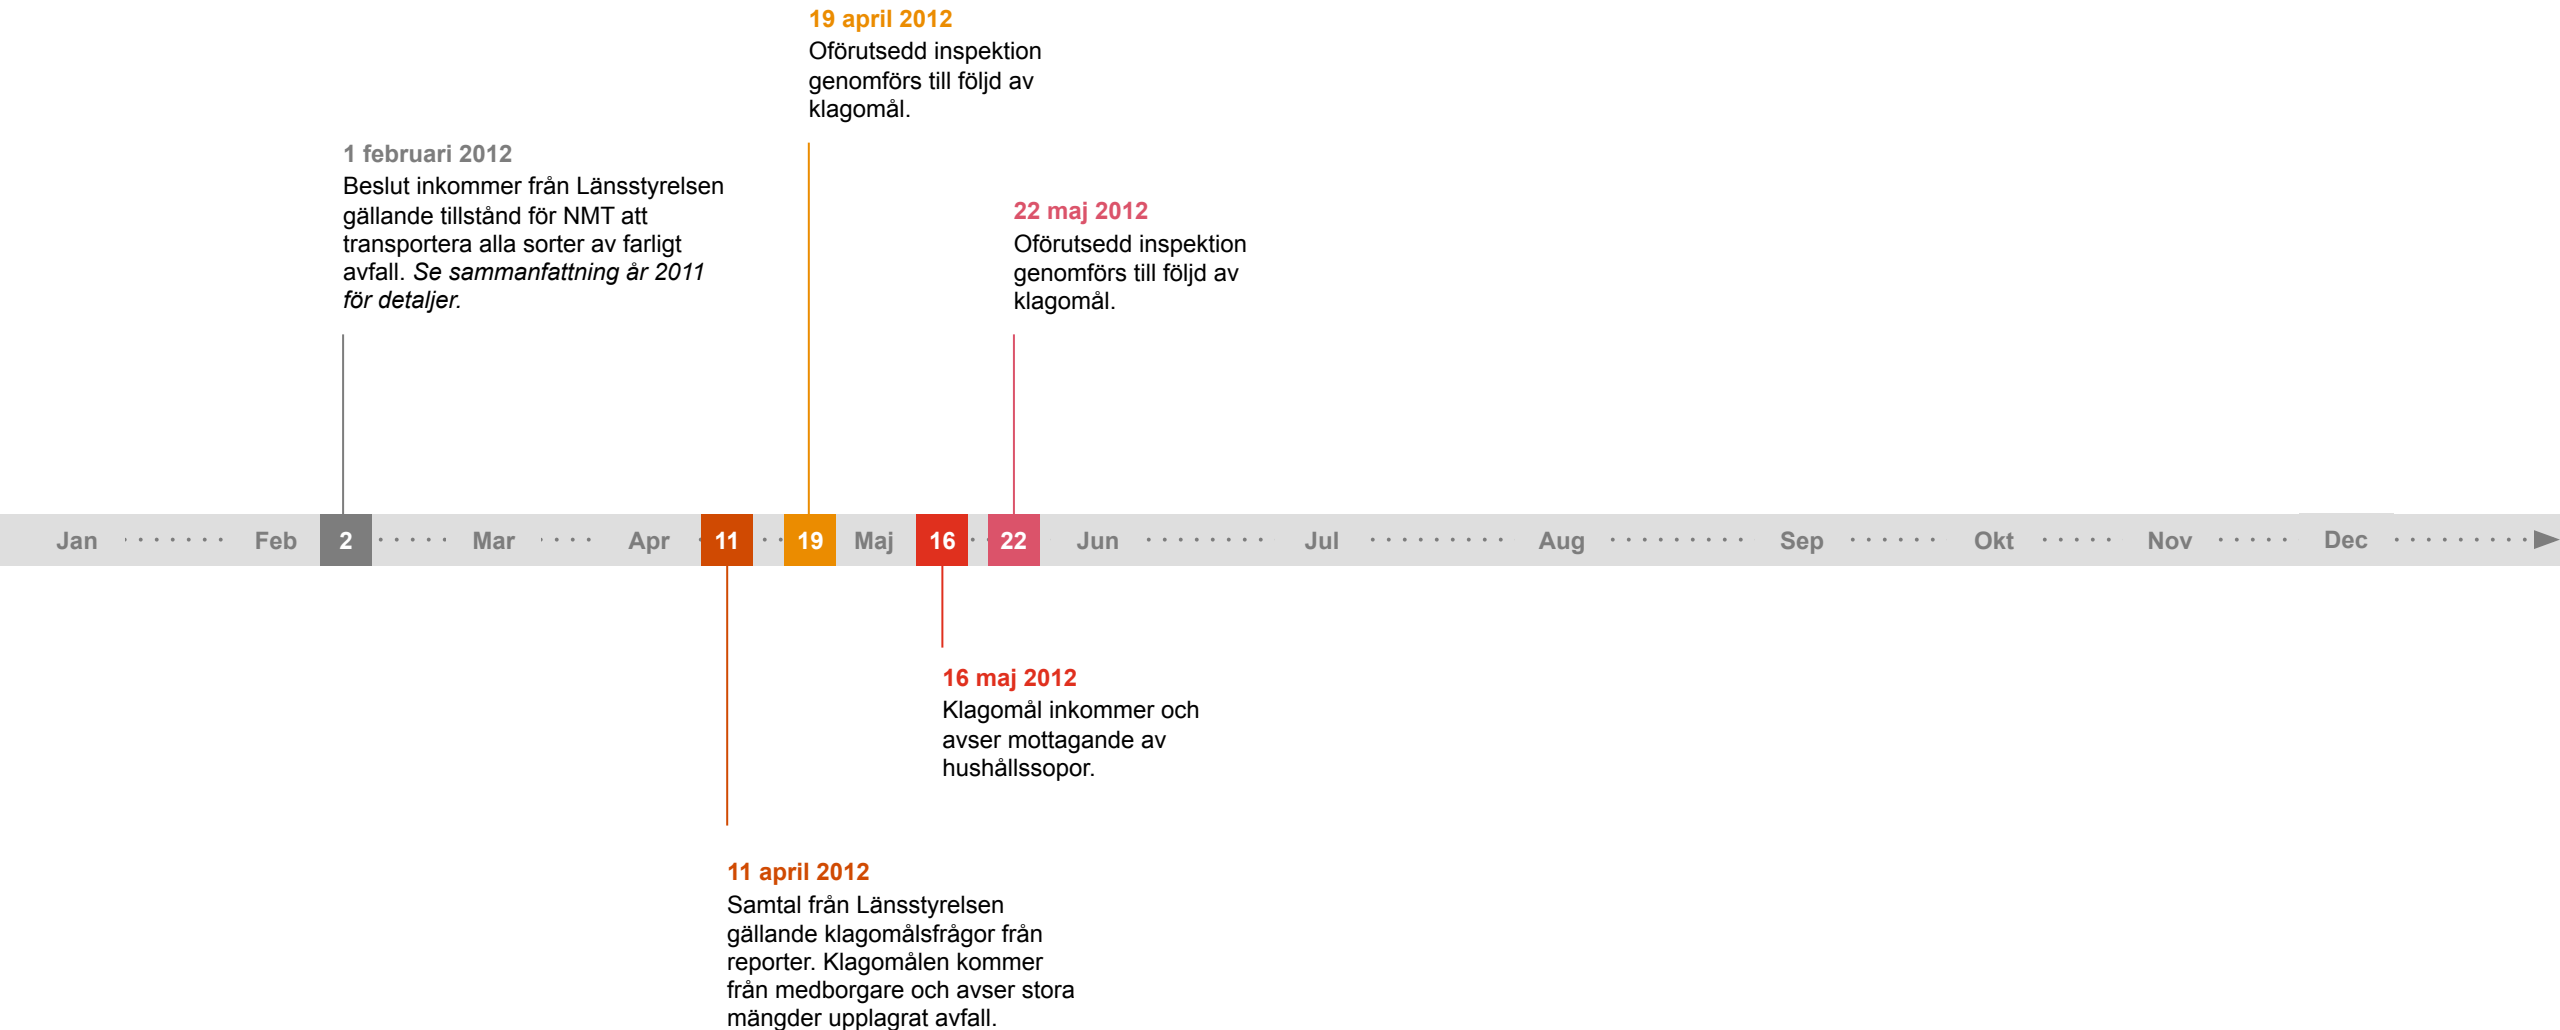 19 april 2012
Oförutsedd inspektion
genomförs till följd av
klagomål.
1 februari 2012
Beslut inkommer från Länsstyrelsen
gällande tillstånd för NMT att
transportera alla sorter av farligt
avfall. Se sammanfattning år 2011
för detaljer.
22 maj 2012
Oförutsedd inspektion
genomförs till följd av
klagomål.
Jan Feb 2 Mar Apr 11 19 Maj 16 22 Jun Jul Aug Sep Okt Nov Dec
16 maj 2012
Klagomål inkommer och
avser mottagande av
hushållssopor.
11 april 2012
Samtal från Länsstyrelsen
gällande klagomålsfrågor från
reporter. Klagomålen kommer
från medborgare och avser stora
mängder upplagrat avfall.